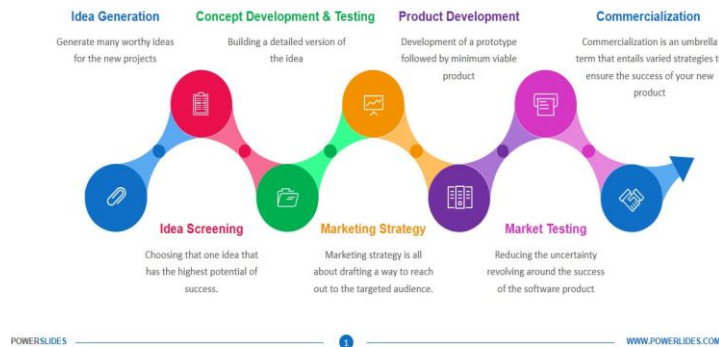 Idea Generation
Generate many worthy ideas
for the new projects
Concept Development & Testing
Building a detailed version of
the idea
Product Development
Development of a prototype
followed by minimum viable
product
Commercialization
Commercialization is an umbrella
term that entails varied strategies t
ensure the success of your new
product
Idea Screening
Choosing that one idea that
has the highest potential of
success.
Marketing Strategy
Marketing strategy is all
about drafting a way to reach
out to the targeted audience.
Market Testing
Reducing the uncertainty
revolving around the success
of the software product
POWERSLIDES
1
WWW.POWERLIDES.COM